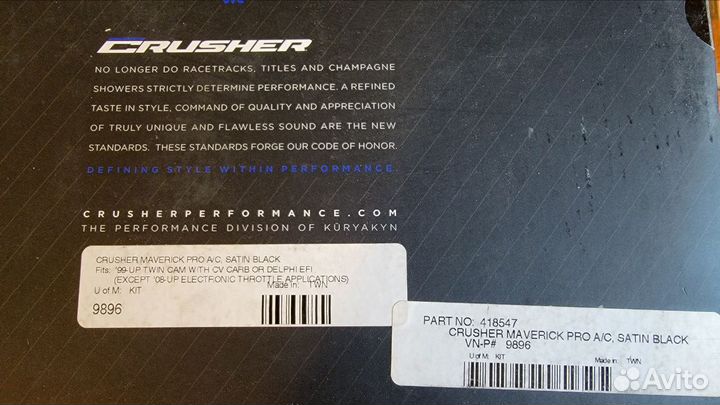 CRUSHER
NO LONGER DO RACETRACKS, TITLES AND CHAMPAGNE
SHOWERS STRICTLY DETERMINE PERFORMANCE. A REFINED
TASTE IN STYLE, COMMAND OF QUALITY AND APPRECIATION
OF TRULY UNIQUE AND FLAWLESS SOUND ARE THE NEW
STANDARDS. THESE STANDARDS FORGE OUR CODE OF HONOR.
DEFINING STYLE WITHIN PERFORMANCE.
CRUSHERPERFORMANCE.COM
THE PERFORMANCE DIVISION OF KÜRYAKYN
CRUSHER MAVERICK PRO A/C, SATIN BLACK
Fits: '99-UP TWIN CAM WITH CV CARB OR DELPHI EFI
(EXCEPT '08-UP ELECTRONIC THROTTLE APPLICATIONS)
U of M: KIT Made in: TWN
9896
PART NO: 418547
CRUSHER MAVERICK PRO A/C, SATIN BLACK
VN-P# 9896
U of M: KIT Made in: TWN
Avito